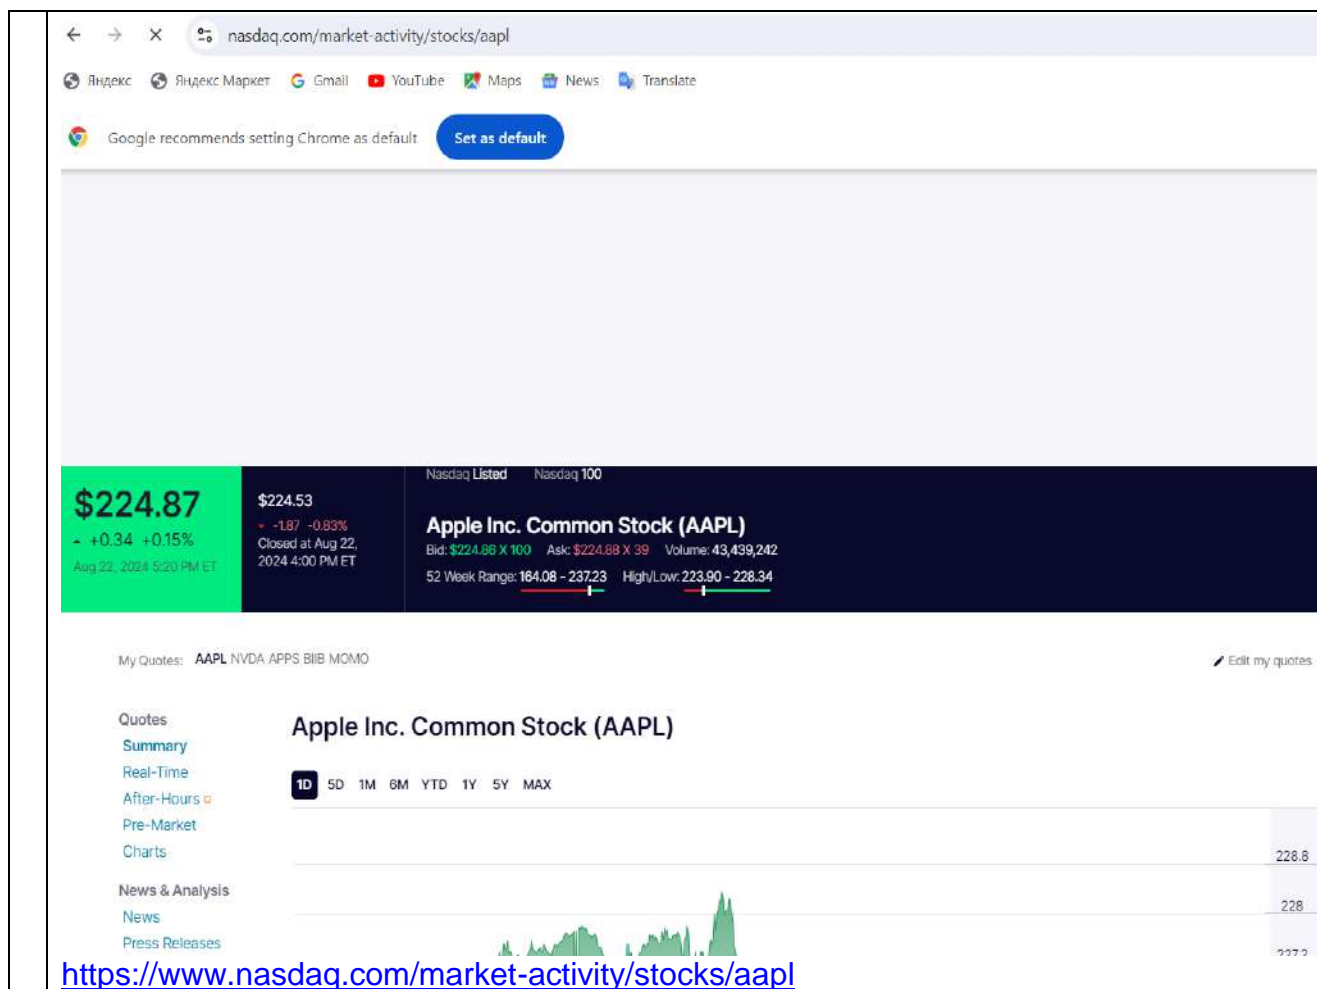 nasdaq.com/market-activity/stocks/aapl
Яндекс Яндекс Маркет Gmail YouTube Maps News Translate
Google recommends setting Chrome as default Set as default
Nasdaq Listed Nasdaq 100
$224.87
+0.34 +0.15%
Aug 22, 2024 5:20 PM ET
$224.53
-1.87 -0.83%
Closed at Aug 22,
2024 4:00 PM ET
Apple Inc. Common Stock (AAPL)
Bid: $224.86 X 100 Ask: $224.88 X 39 Volume: 43,439,242
52 Week Range: 164.08 - 237.23 High/Low: 223.90 - 228.34
My Quotes: AAPL NVDA APPS BIIB MOMO
Edit my quotes
Quotes
Summary
Real-Time
After-Hours
Pre-Market
Charts
News & Analysis
News
Press Releases
Apple Inc. Common Stock (AAPL)
1D 5D 1M 6M YTD 1Y 5Y MAX
228.8
228
227.2
https://www.nasdaq.com/market-activity/stocks/aapl